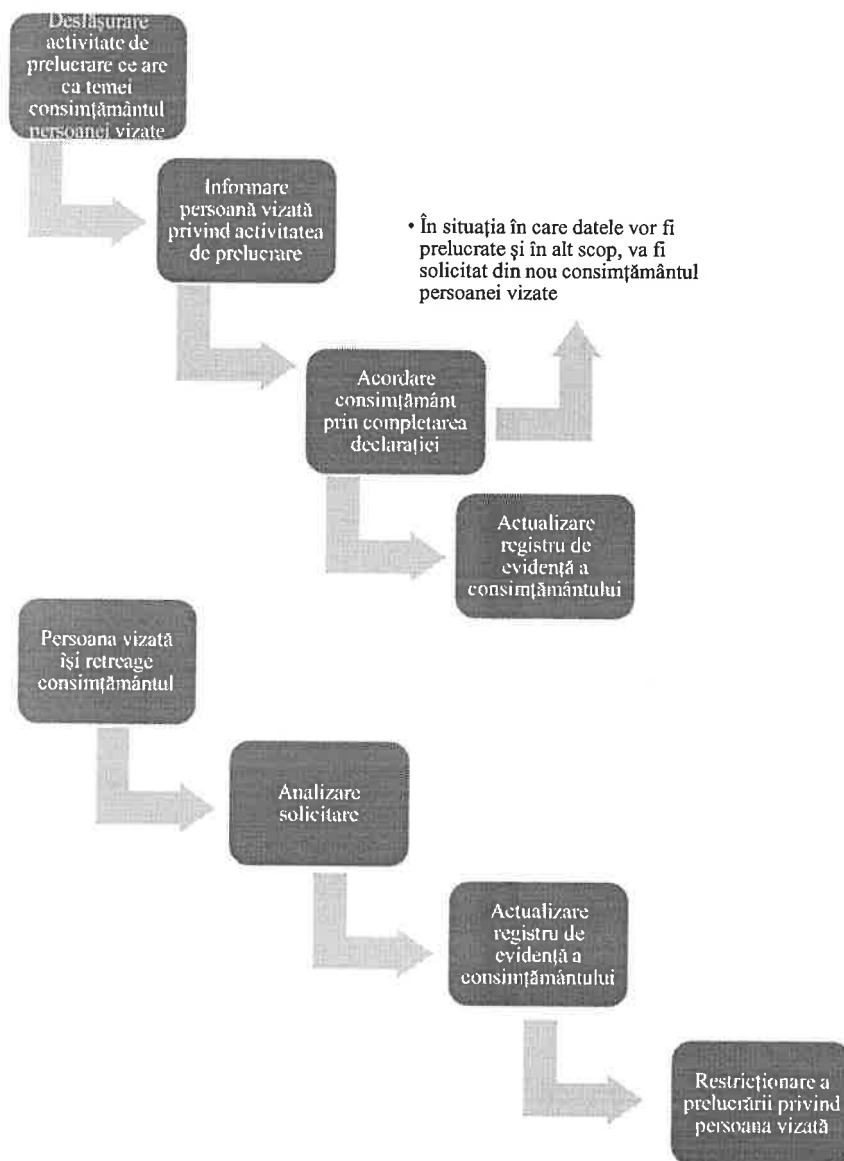 Desfășurare
activitate de
prelucrare ce are
ca temei
consimțământul
persoanei vizate
Informare
persoană vizată
privind activitatea
de prelucrare
• În situația în care datele vor fi
prelucrate și în alt scop, va fi
solicitat din nou consimțământul
persoanei vizate
Acordare
consimțământ
prin completarea
declarației
Actualizare
registru de
evidență a
consimțământului
Persoana vizată
își retreage
consimțământul
Analizare
solicitare
Actualizare
registru de
evidență a
consimțământului
Restricționare a
prelucrării privind
persoana vizată